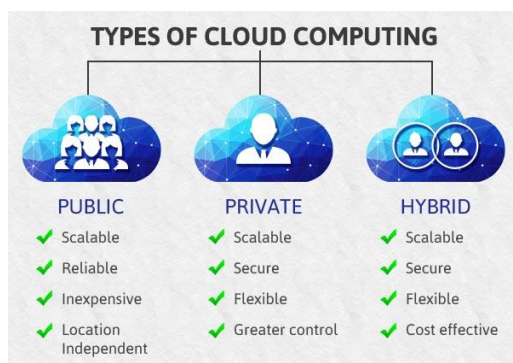 TYPES OF CLOUD COMPUTING
PUBLIC
Scalable
Reliable
Inexpensive
Location
Independent
PRIVATE
Scalable
Secure
Flexible
Greater control
HYBRID
Scalable
Secure
Flexible
Cost effective